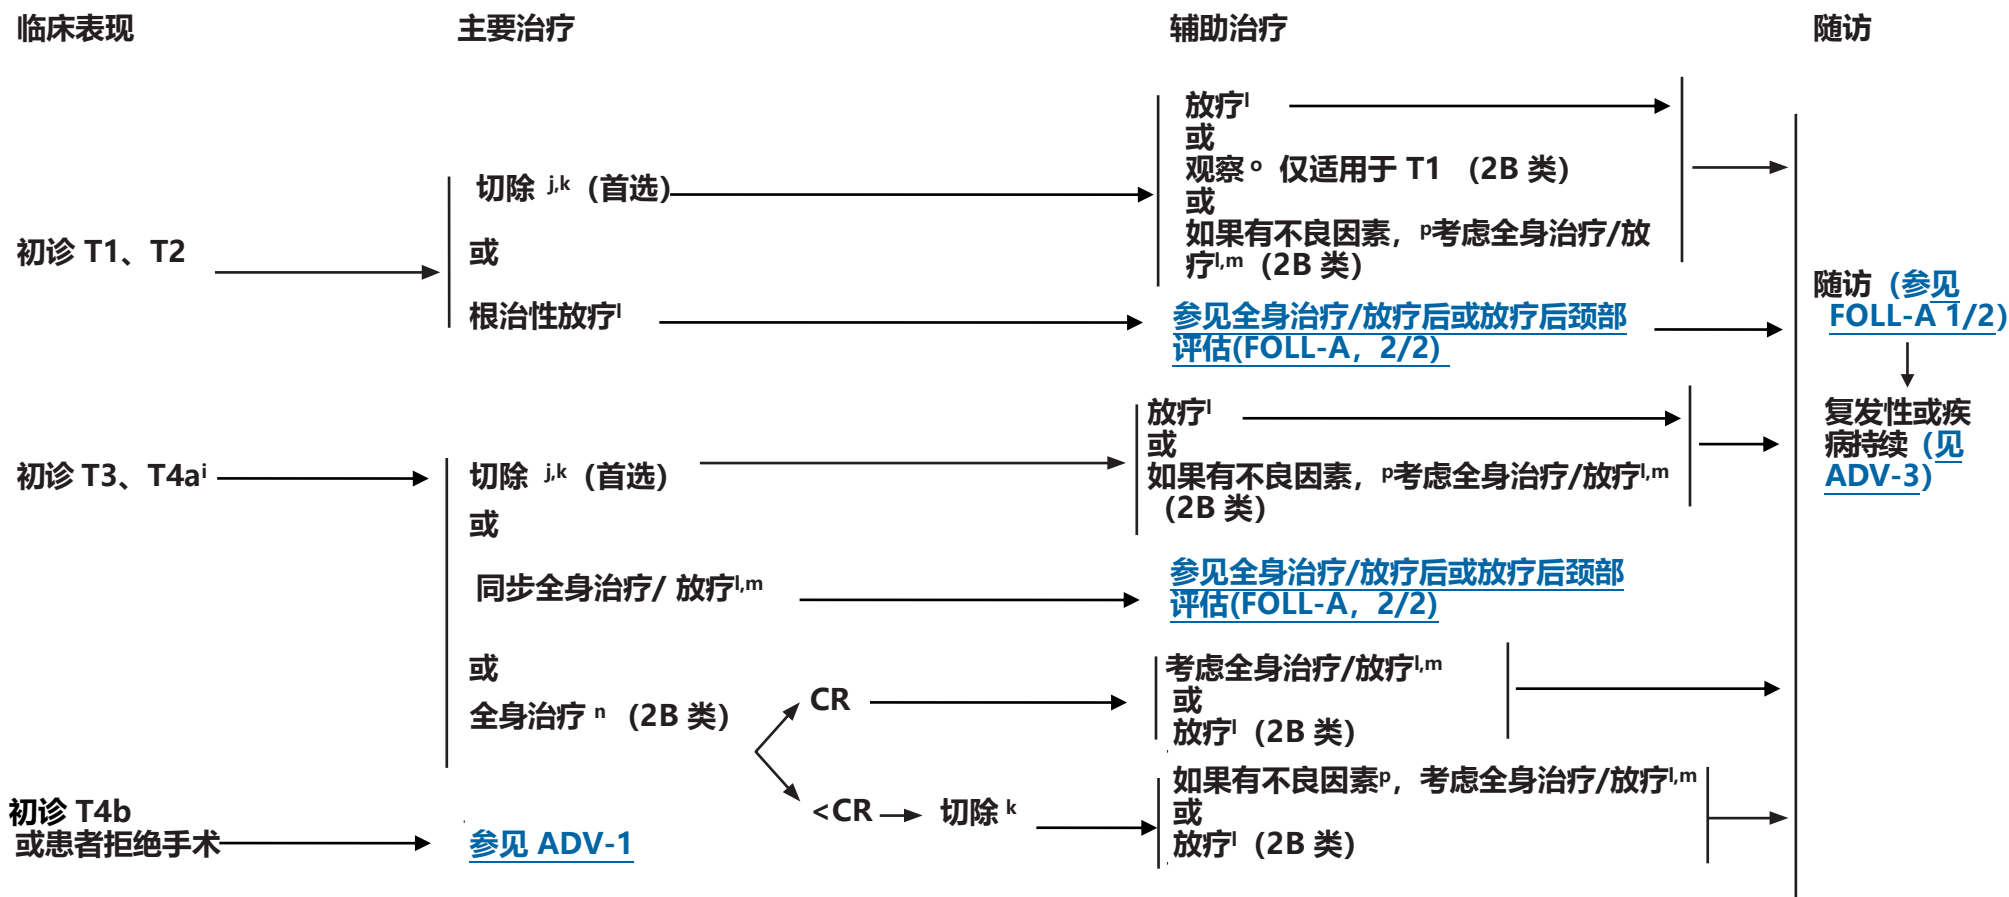 临床表现 主要治疗 辅助治疗 随访
放疗l
或
观察o 仅适用于 T1 （2B 类）
或
如果有不良因素，p考虑全身治疗/放
疗l,m（2B 类）
切除 j,k（首选）
初诊 T1、T2
或
根治性放疗l
参见全身治疗/放疗后或放疗后颈部
评估(FOLL-A，2/2)
随访（参见
FOLL-A 1/2）
复发性或疾
病持续（见
ADV-3）
初诊 T3、T4ai
切除 j,k（首选）
放疗l
或
如果有不良因素，p考虑全身治疗/放疗l,m
（2B 类）
或
同步全身治疗/ 放疗l,m
参见全身治疗/放疗后或放疗后颈部
评估(FOLL-A，2/2)
或
全身治疗 n （2B 类）
CR
考虑全身治疗/放疗l,m
或
放疗l（2B 类）
<CR
切除 k
如果有不良因素p，考虑全身治疗/放疗l,m
或
放疗l（2B 类）
初诊 T4b
或患者拒绝手术
参见 ADV-1